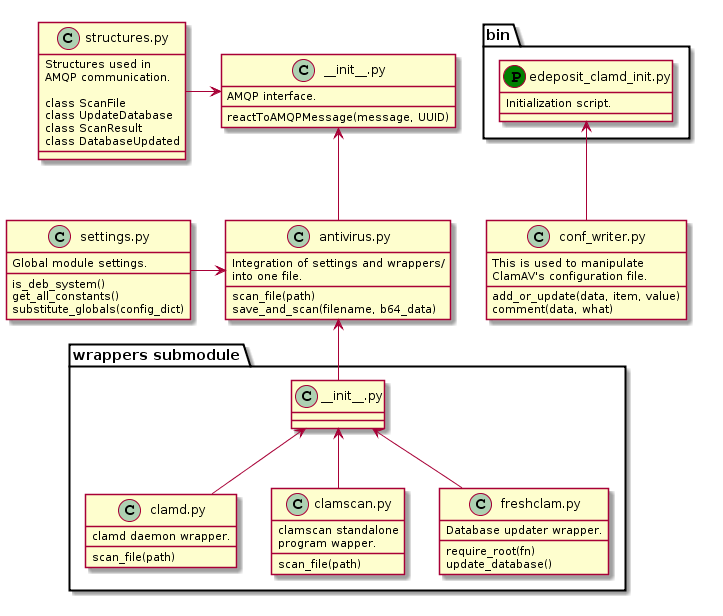 C structures.py
Structures used in
AMQP communication.
class ScanFile
class UpdateDatabase
class ScanResult
class DatabaseUpdated
C __init__.py
AMQP interface.
reactToAMQPMessage(message, UUID)
bin
P edeposit_clamd_init.py
Initialization script.
C settings.py
Global module settings.
is_deb_system()
get_all_constants()
substitute_globals(config_dict)
C antivirus.py
Integration of settings and wrappers/
into one file.
scan_file(path)
save_and_scan(filename, b64_data)
C conf_writer.py
This is used to manipulate
ClamAV's configuration file.
add_or_update(data, item, value)
comment(data, what)
wrappers submodule
C __init__.py
C clamd.py
clamd daemon wrapper.
scan_file(path)
C clamscan.py
clamscan standalone
program wapper.
scan_file(path)
C freshclam.py
Database updater wrapper.
require_root(fn)
update_database()